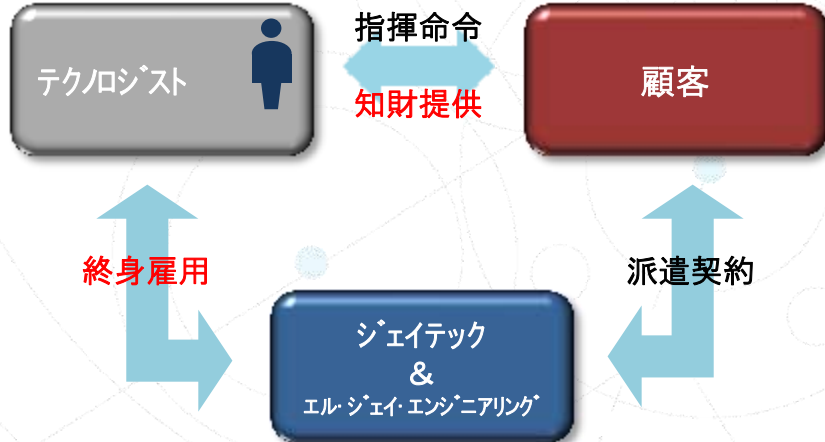 指揮命令
テクノロジスト
知財提供
顧客
終身雇用
派遣契約
ジェイテック
&
エル・ジェイ・エンジニアリング